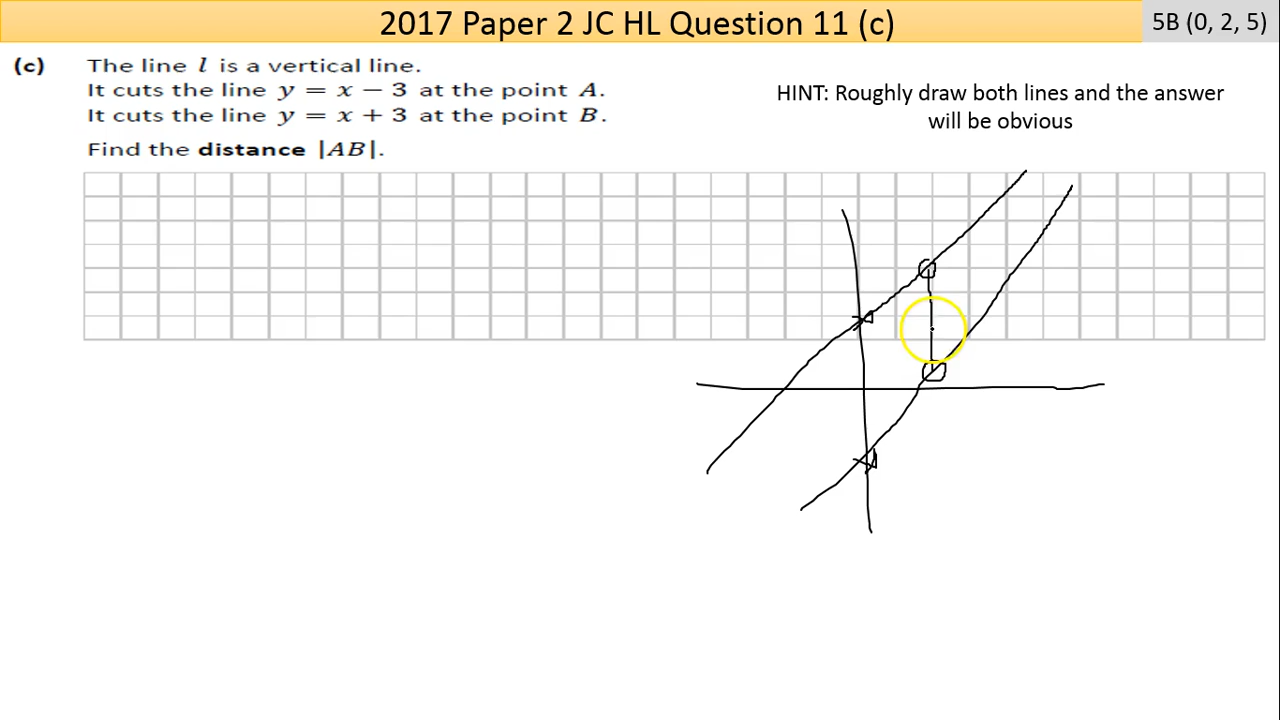 2017 Paper 2 JC HL Question 11 (c)
5B (0, 2, 5)
(c) The line l is a vertical line.
It cuts the line y = x − 3 at the point A.
It cuts the line y = x + 3 at the point B.
Find the distance |AB|.
HINT: Roughly draw both lines and the answer
will be obvious